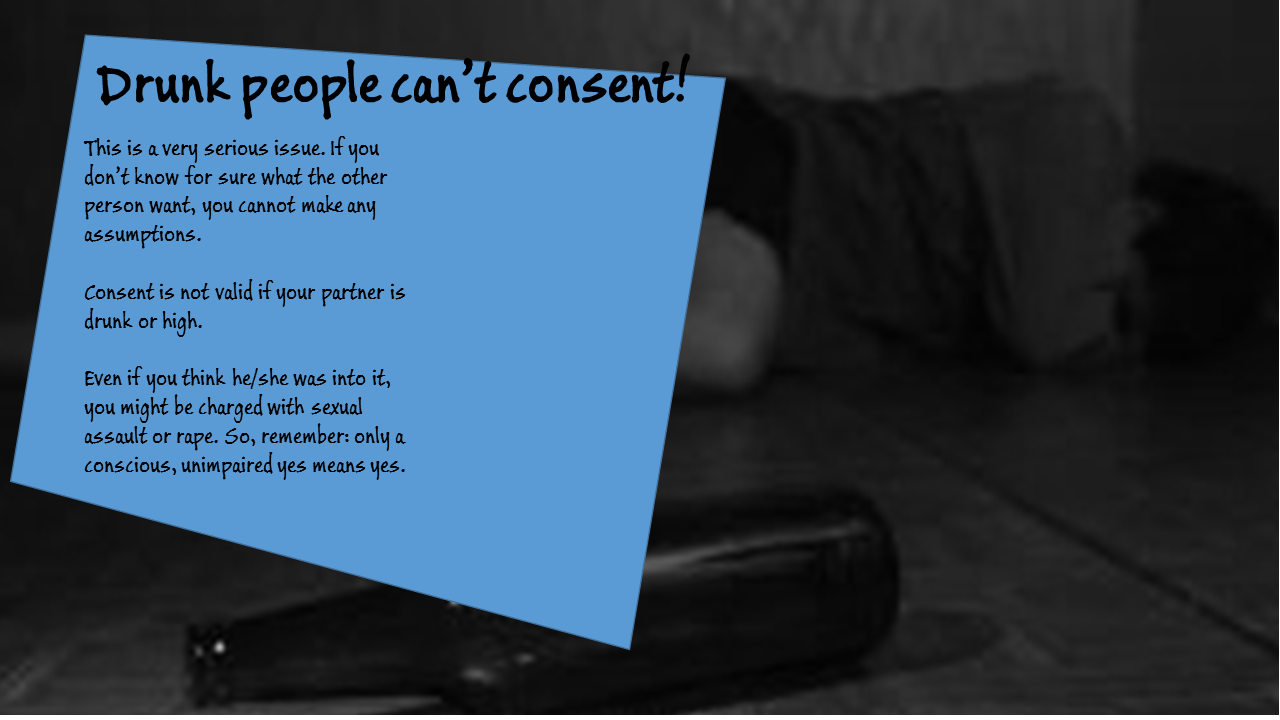 Drunk people can't consent!
This is a very serious issue. If you
don't know for sure what the other
person want, you cannot make any
assumptions.
Consent is not valid if your partner is
drunk or high.
Even if you think he/she was into it,
you might be charged with sexual
assault or rape. So, remember: only a
conscious, unimpaired yes means yes.